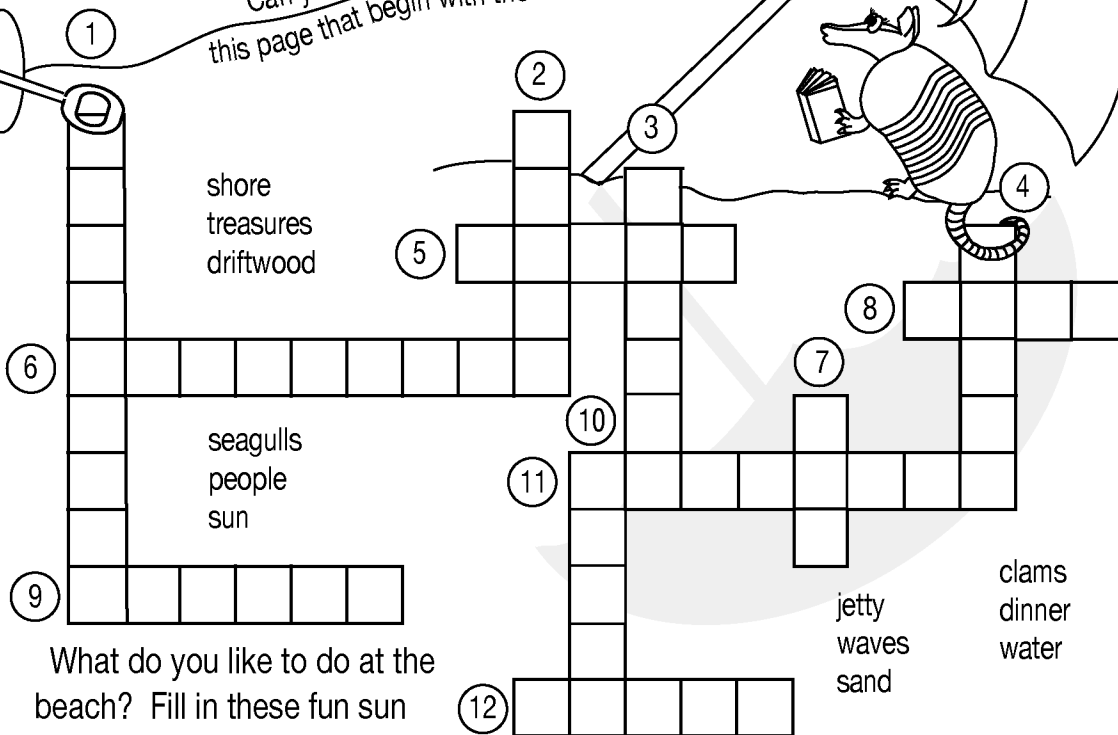 this page that begin with the
1
2
3
4
shore
treasures
driftwood
5
8
6
7
10
seagulls
people
sun
11
9
clams
dinner
water
jetty
waves
sand
What do you like to do at the
beach? Fill in these fun sun
12